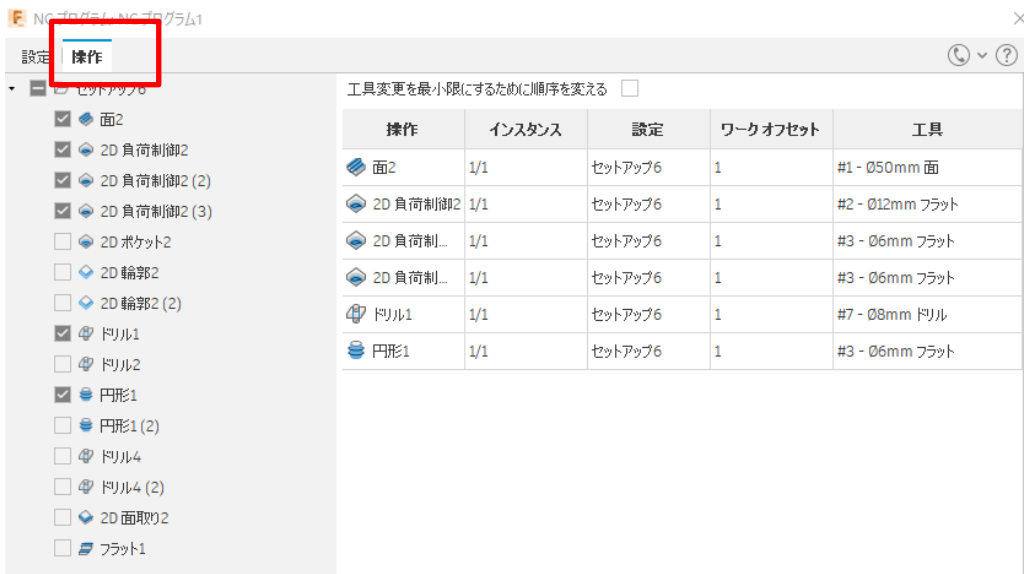 NCプログラム: NCプログラム1
設定 操作
セットアップ6
面2
2D 負荷制御2
2D 負荷制御2 (2)
2D 負荷制御2 (3)
2D ポケット2
2D 輪郭2
2D 輪郭2 (2)
ドリル1
ドリル2
円形1
円形1 (2)
ドリル4
ドリル4 (2)
2D 面取り2
フラット1
工具変更を最小限にするために順序を変える
操作 インスタンス 設定 ワーク オフセット 工具
面2 1/1 セットアップ6 1 #1 - Ø50mm 面
2D 負荷制御2 1/1 セットアップ6 1 #2 - Ø12mm フラット
2D 負荷制... 1/1 セットアップ6 1 #3 - Ø6mm フラット
2D 負荷制... 1/1 セットアップ6 1 #3 - Ø6mm フラット
ドリル1 1/1 セットアップ6 1 #7 - Ø8mm ドリル
円形1 1/1 セットアップ6 1 #3 - Ø6mm フラット